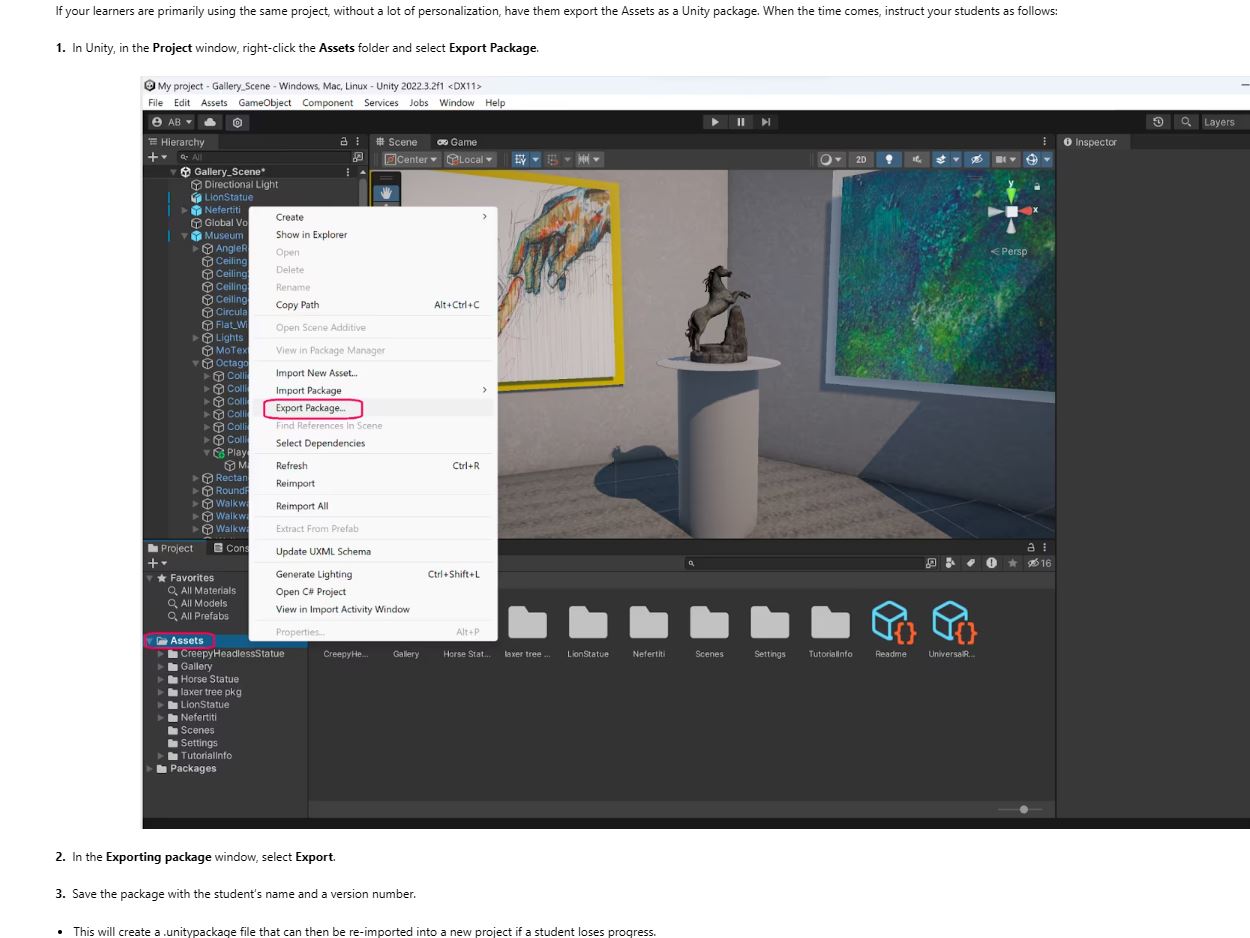 If your learners are primarily using the same project, without a lot of personalization, have them export the Assets as a Unity package. When the time comes, instruct your students as follows:
1. In Unity, in the Project window, right-click the Assets folder and select Export Package.
My project - Gallery_Scene - Windows, Mac, Linux - Unity 2022.3.2f1 <DX11>
File Edit Assets GameObject Component Services Jobs Window Help
AB
Layers
Hierarchy
Scene
Game
Inspector
All
Center
Local
2D
Gallery_Scene*
Directional Light
LionStatue
Nefertiti
Global Vo
Museum
AngleR
Ceiling
Ceiling
Ceiling
Ceiling
Circula
Flat_Wi
Lights
MoTex
Octago
Colli
Colli
Colli
Colli
Colli
Colli
Play
Ma
Rectan
RoundF
Walkwa
Walkwa
Walkwa
y
x
Persp
Create
Show in Explorer
Open
Delete
Rename
Copy Path Alt+Ctrl+C
Open Scene Additive
View in Package Manager
Import New Asset...
Import Package
Export Package...
Find References In Scene
Select Dependencies
Refresh Ctrl+R
Reimport
Reimport All
Extract From Prefab
Update UXML Schema
Generate Lighting Ctrl+Shift+L
Open C# Project
View in Import Activity Window
Properties... Alt+P
Project
Cons
16
Favorites
All Materials
All Models
All Prefabs
Assets
CreepyHeadlessStatue
Gallery
Horse Statue
laxer tree pkg
LionStatue
Nefertiti
Scenes
Settings
TutorialInfo
Packages
CreepyHe... Gallery Horse Stat... laxer tree ... LionStatue Nefertiti Scenes Settings TutorialInfo Readme UniversalR...
2. In the Exporting package window, select Export.
3. Save the package with the student's name and a version number.
• This will create a .unitypackage file that can then be re-imported into a new project if a student loses progress.